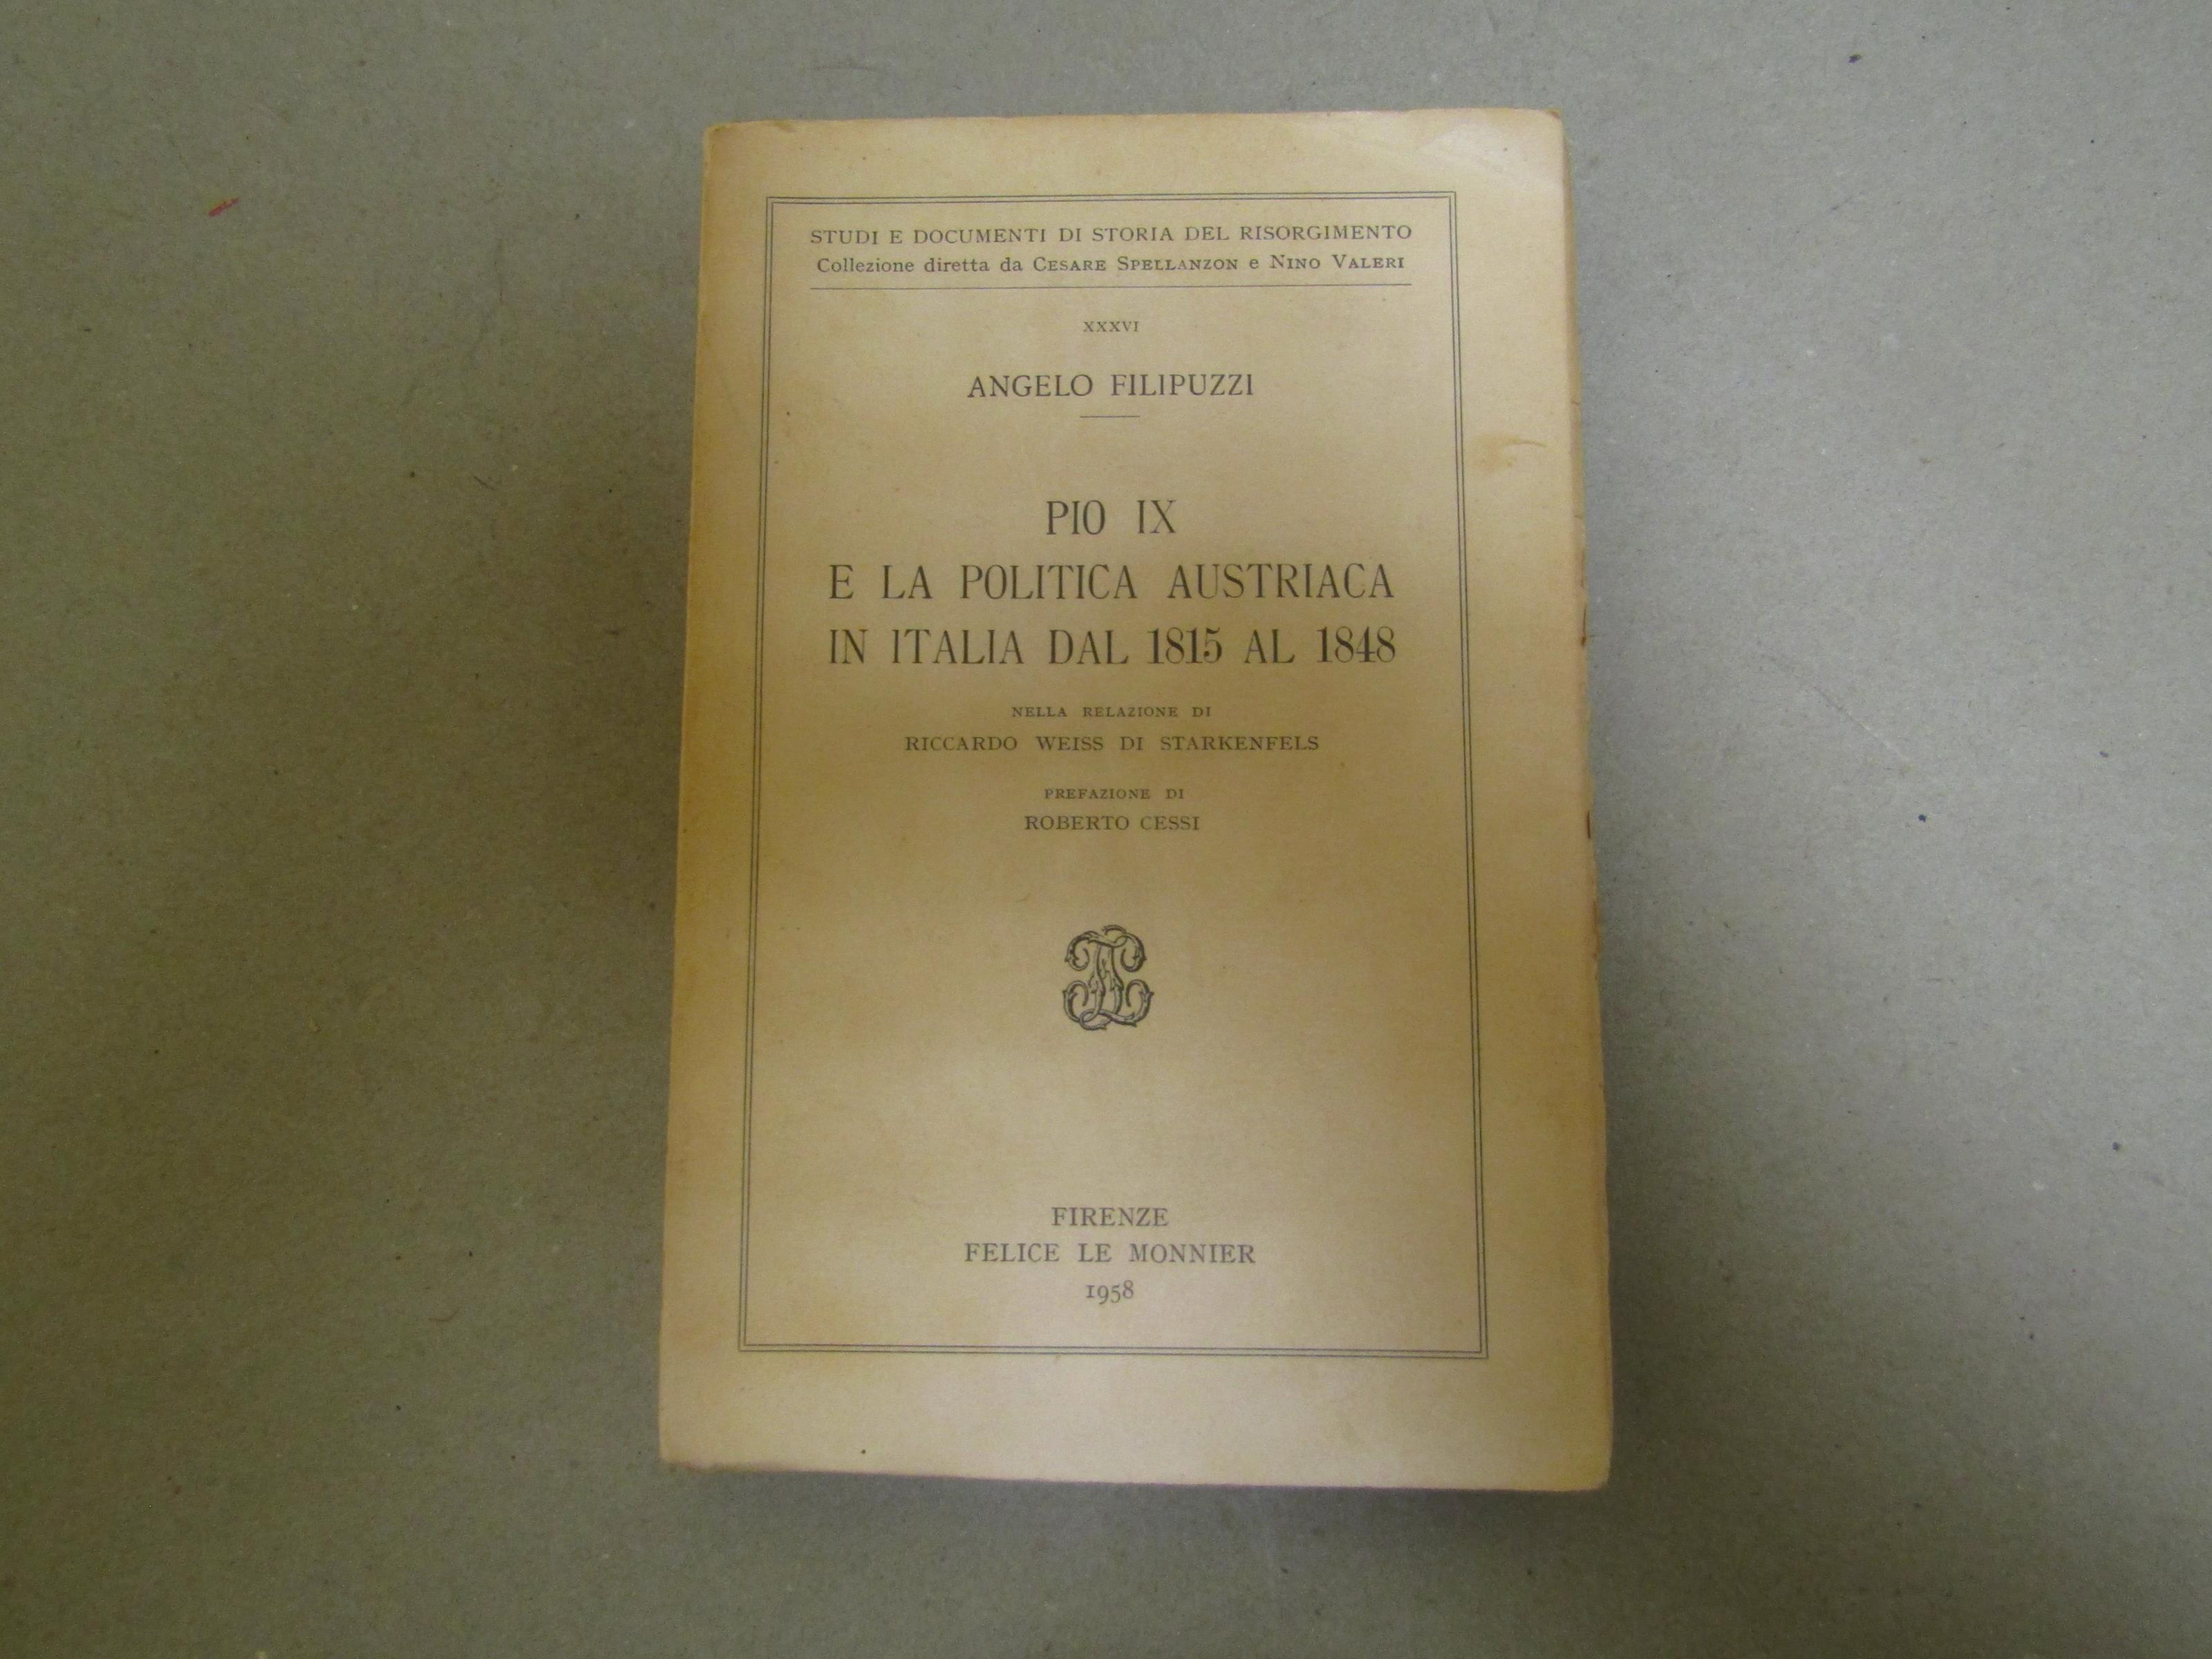 STUDI E DOCUMENTI DI STORIA DEL RISORGIMENTO
Collezione diretta da CESARE SPELLANZON e NINO VALERI
XXXVI
ANGELO FILIPUZZI
PIO IX
E LA POLITICA AUSTRIACA
IN ITALIA DAL 1815 AL 1848
NELLA RELAZIONE DI
RICCARDO WEISS DI STARKENFELS
PREFAZIONE DI
ROBERTO CESSI
FIRENZE
FELICE LE MONNIER
1958